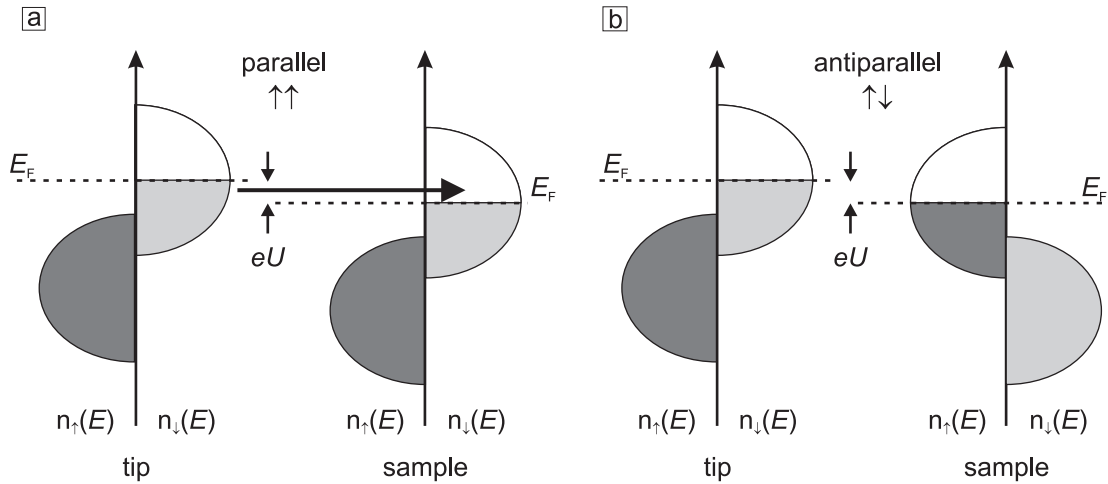 a
parallel
↑↑
E_F
E_F
eU
n↑(E) n↓(E)
n↑(E) n↓(E)
tip
sample
b
antiparallel
↑↓
E_F
E_F
eU
n↑(E) n↓(E)
n↑(E) n↓(E)
tip
sample